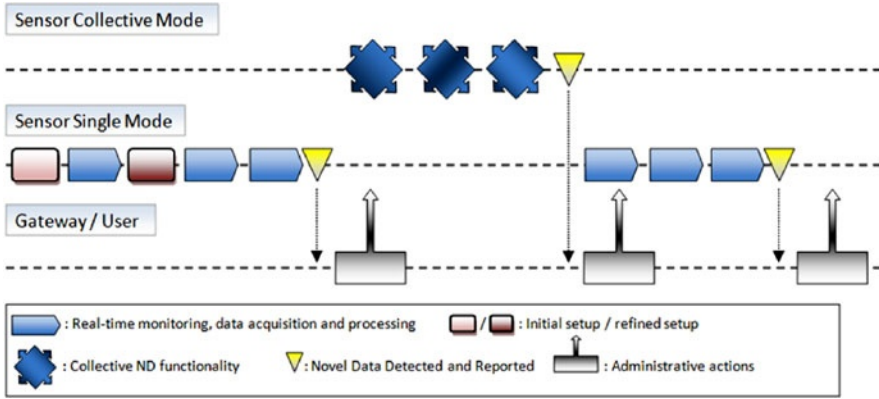 Sensor Collective Mode
Sensor Single Mode
Gateway / User
: Real-time monitoring, data acquisition and processing
/ : Initial setup / refined setup
: Collective ND functionality
: Novel Data Detected and Reported
: Administrative actions